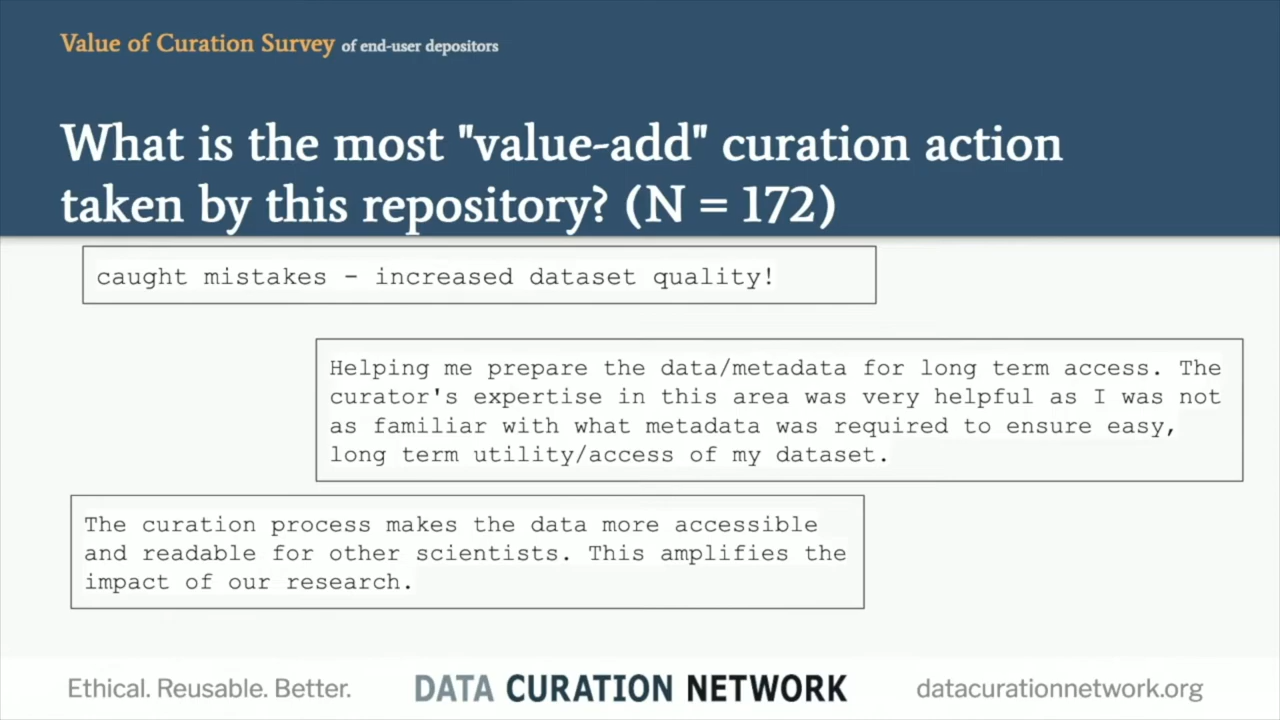 Value of Curation Survey of end-user depositors
What is the most "value-add" curation action
taken by this repository? (N = 172)
caught mistakes - increased dataset quality!
Helping me prepare the data/metadata for long term access. The
curator's expertise in this area was very helpful as I was not
as familiar with what metadata was required to ensure easy,
long term utility/access of my dataset.
The curation process makes the data more accessible
and readable for other scientists. This amplifies the
impact of our research.
Ethical. Reusable. Better.
DATA CURATION NETWORK
datacurationnetwork.org